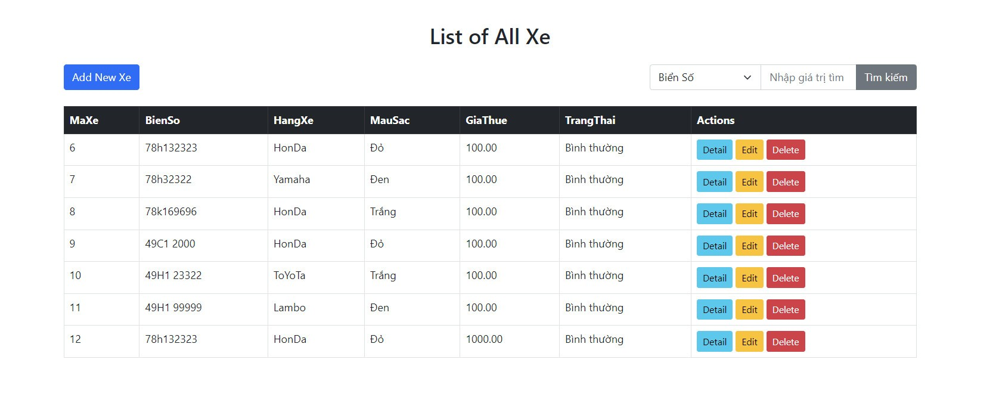 List of All Xe
Add New Xe Biển Số Nhập giá trị tìm Tìm kiếm
MaXe BienSo HangXe MauSac GiaThue TrangThai Actions
6 78h132323 HonDa Đỏ 100.00 Bình thường Detail Edit Delete
7 78h32322 Yamaha Đen 100.00 Bình thường Detail Edit Delete
8 78k169696 HonDa Trắng 100.00 Bình thường Detail Edit Delete
9 49C1 2000 HonDa Đỏ 100.00 Bình thường Detail Edit Delete
10 49H1 23322 ToYoTa Trắng 100.00 Bình thường Detail Edit Delete
11 49H1 99999 Lambo Đen 100.00 Bình thường Detail Edit Delete
12 78h132323 HonDa Đỏ 1000.00 Bình thường Detail Edit Delete